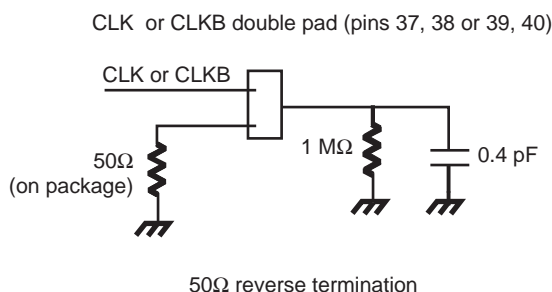 CLK or CLKB double pad (pins 37, 38 or 39, 40)
CLK or CLKB
50Ω
(on package)
1 MΩ
0.4 pF
50Ω reverse termination